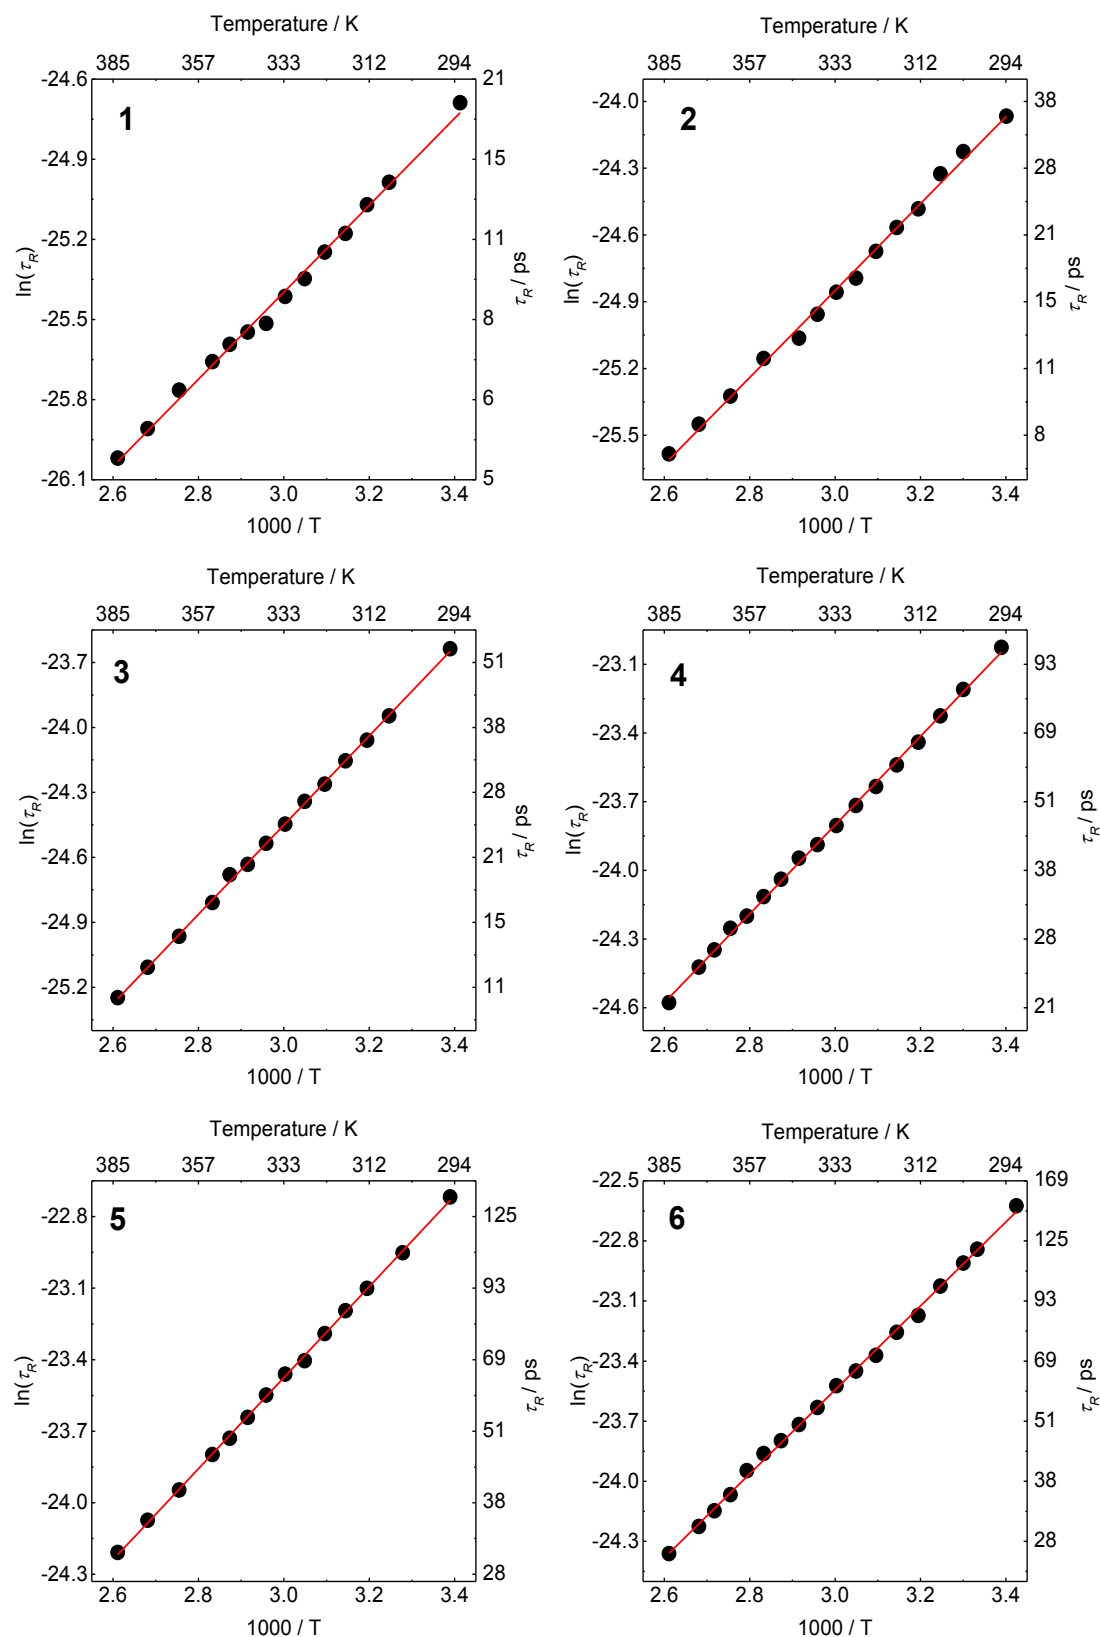 Temperature / K
385 357 333 312 294
-24.6 21
1
-24.9 15
-25.2 11
ln(τR) τR / ps
-25.5 8
-25.8 6
-26.1 5
2.6 2.8 3.0 3.2 3.4
1000 / T
Temperature / K
385 357 333 312 294
-24.0 38
2
-24.3 28
-24.6 21
ln(τR) τR / ps
-24.9 15
-25.2 11
-25.5 8
2.6 2.8 3.0 3.2 3.4
1000 / T
Temperature / K
385 357 333 312 294
-23.7 51
3
-24.0 38
-24.3 28
ln(τR) τR / ps
-24.6 21
-24.9 15
-25.2 11
2.6 2.8 3.0 3.2 3.4
1000 / T
Temperature / K
385 357 333 312 294
-23.1 93
4
-23.4 69
-23.7 51
ln(τR) τR / ps
-24.0 38
-24.3 28
-24.6 21
2.6 2.8 3.0 3.2 3.4
1000 / T
Temperature / K
385 357 333 312 294
-22.8 125
5
-23.1 93
-23.4 69
ln(τR) τR / ps
-23.7 51
-24.0 38
-24.3 28
2.6 2.8 3.0 3.2 3.4
1000 / T
Temperature / K
385 357 333 312 294
-22.5 169
6
-22.8 125
-23.1 93
-23.4 69
ln(τR) τR / ps
-23.7 51
-24.0 38
-24.3 28
2.6 2.8 3.0 3.2 3.4
1000 / T